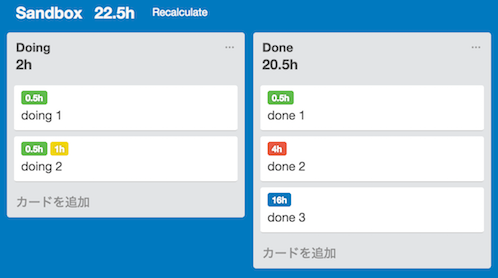 Sandbox 22.5h Recalculate
Doing ...
2h
0.5h
doing 1
0.5h 1h
doing 2
カードを追加
Done ...
20.5h
0.5h
done 1
4h
done 2
16h
done 3
カードを追加